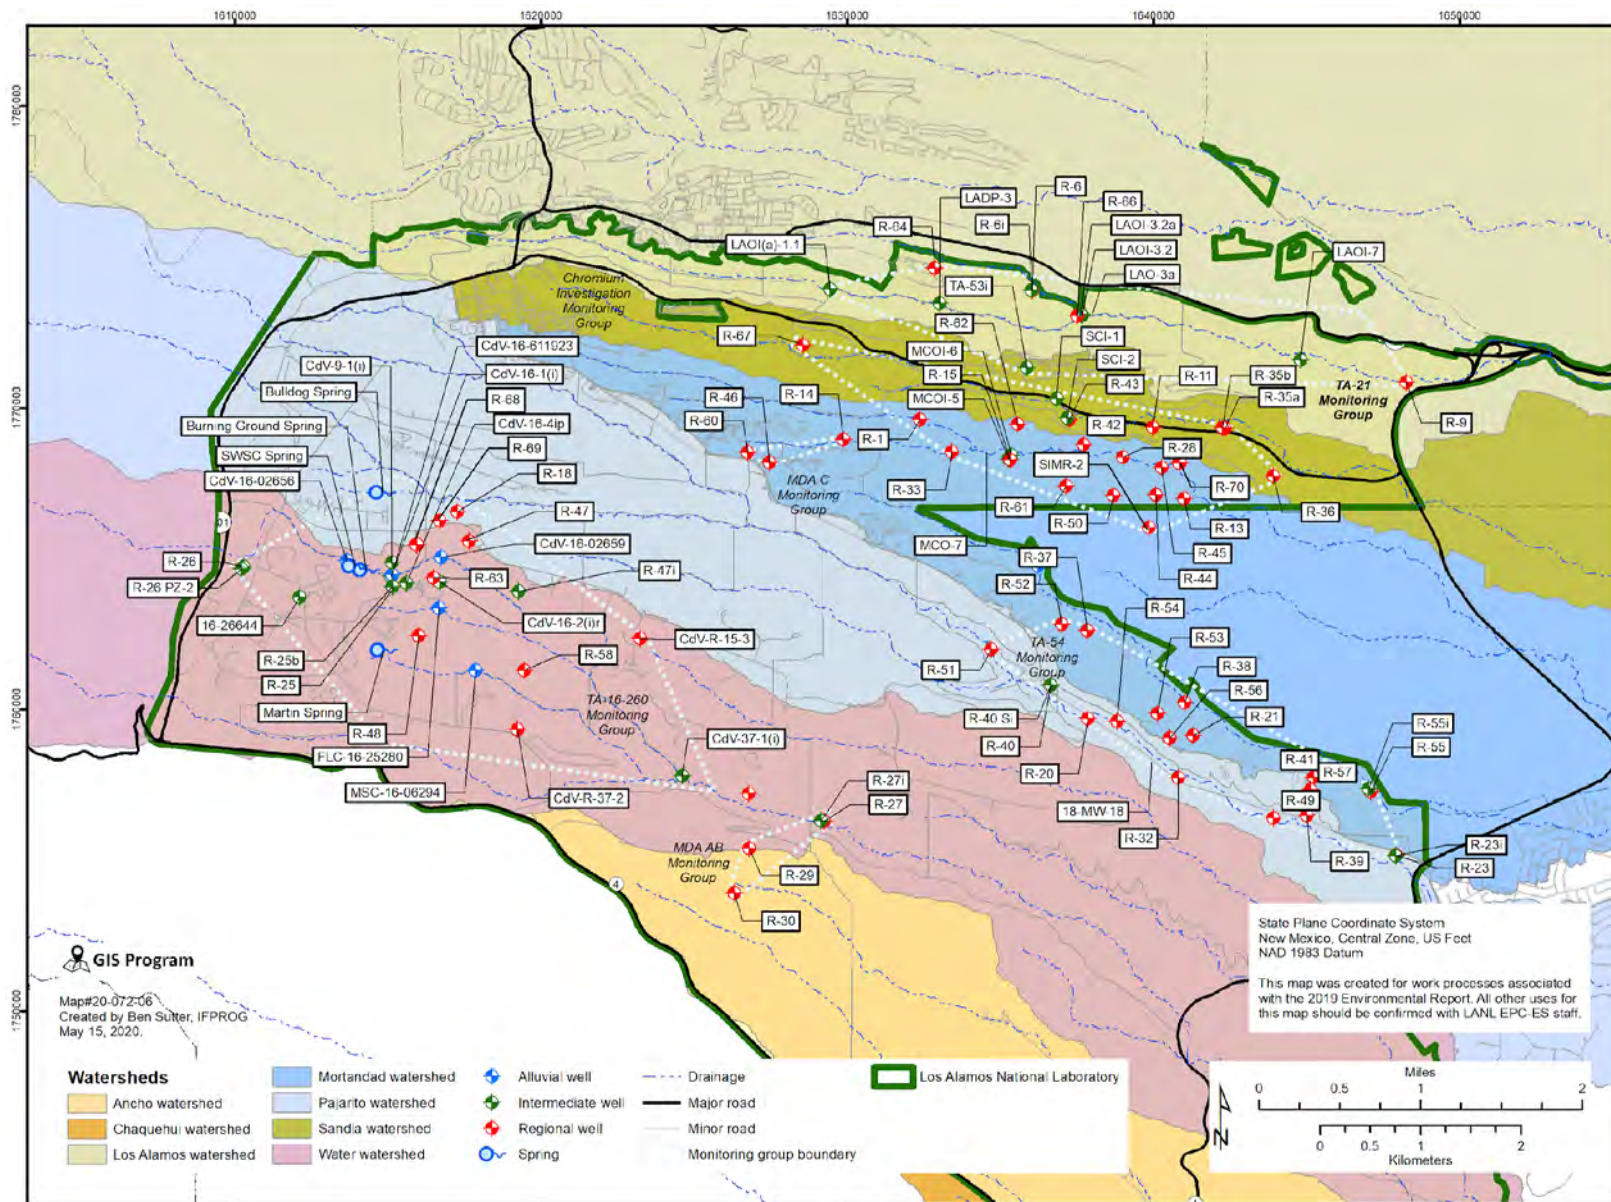 1610000
1620000
1630000
1640000
1650000
1780000
1770000
1760000
1750000
R-6
LADP-3
R-66
R-64
R-6i
LAOI-3.2a
LAOI(a)-1.1
LAOI-3.2
LAOI-7
Chromium
Investigation
Monitoring
Group
TA-53i
LAO-3a
R-62
R-67
SCI-1
CdV-16-611923
MCOI-6
SCI-2
CdV-9-1(i)
CdV-16-1(i)
R-15
R-43
R-11
R-35b
TA-21
Monitoring
Group
Bulldog Spring
R-68
R-46
R-14
MCOI-5
R-35a
R-9
Burning Ground Spring
CdV-16-4ip
R-60
R-1
R-42
R-28
SWSC Spring
R-69
SIMR-2
CdV-16-02656
R-18
MDA C
Monitoring
Group
R-33
R-70
R-61
R-36
R-47
R-50
R-13
501
CdV-16-02659
MCO-7
R-45
R-37
R-26
R-47i
R-52
R-44
R-26 PZ-2
R-63
R-54
16-26644
CdV-16-2(i)r
CdV-R-15-3
R-53
TA-54
Monitoring
Group
R-25b
R-58
R-51
R-38
R-25
R-56
Martin Spring
TA-16-260
Monitoring
Group
R-40 Si
R-21
R-55i
R-48
R-40
R-55
FLC-16-25280
CdV-37-1(i)
R-41
MSC-16-06294
R-20
R-57
CdV-R-37-2
R-27i
R-27
18-MW-18
R-49
R-32
R-23i
MDA AB
Monitoring
Group
R-39
R-23
R-29
4
R-30
State Plane Coordinate System
New Mexico, Central Zone, US Feet
NAD 1983 Datum
This map was created for work processes associated
with the 2019 Environmental Report. All other uses for
this map should be confirmed with LANL EPC-ES staff.
GIS Program
Map#20-072-06
Created by Ben Sutter, IFPROG
May 15, 2020.
Watersheds
Ancho watershed
Chaquehui watershed
Los Alamos watershed
Mortandad watershed
Pajarito watershed
Sandia watershed
Water watershed
Alluvial well
Intermediate well
Regional well
Spring
Drainage
Major road
Minor road
Monitoring group boundary
Los Alamos National Laboratory
N
Miles
0 0.5 1 2
0 0.5 1 2
Kilometers